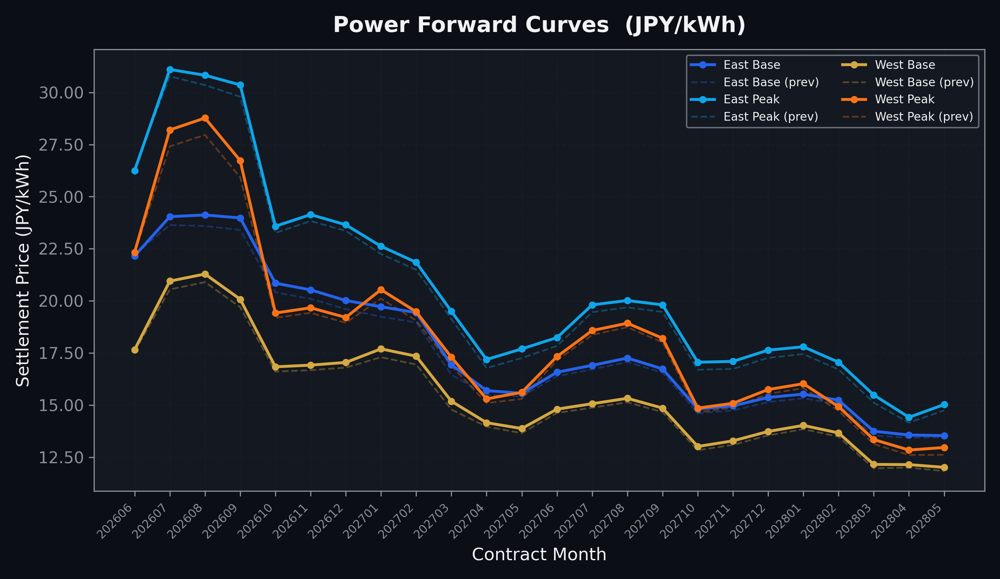 Power Forward Curves  (JPY/kWh)
East Base
East Base (prev)
East Peak
East Peak (prev)
West Base
West Base (prev)
West Peak
West Peak (prev)
Settlement Price (JPY/kWh)
30.00
27.50
25.00
22.50
20.00
17.50
15.00
12.50
202606
202607
202608
202609
202610
202611
202612
202701
202702
202703
202704
202705
202706
202707
202708
202709
202710
202711
202712
202801
202802
202803
202804
202805
Contract Month